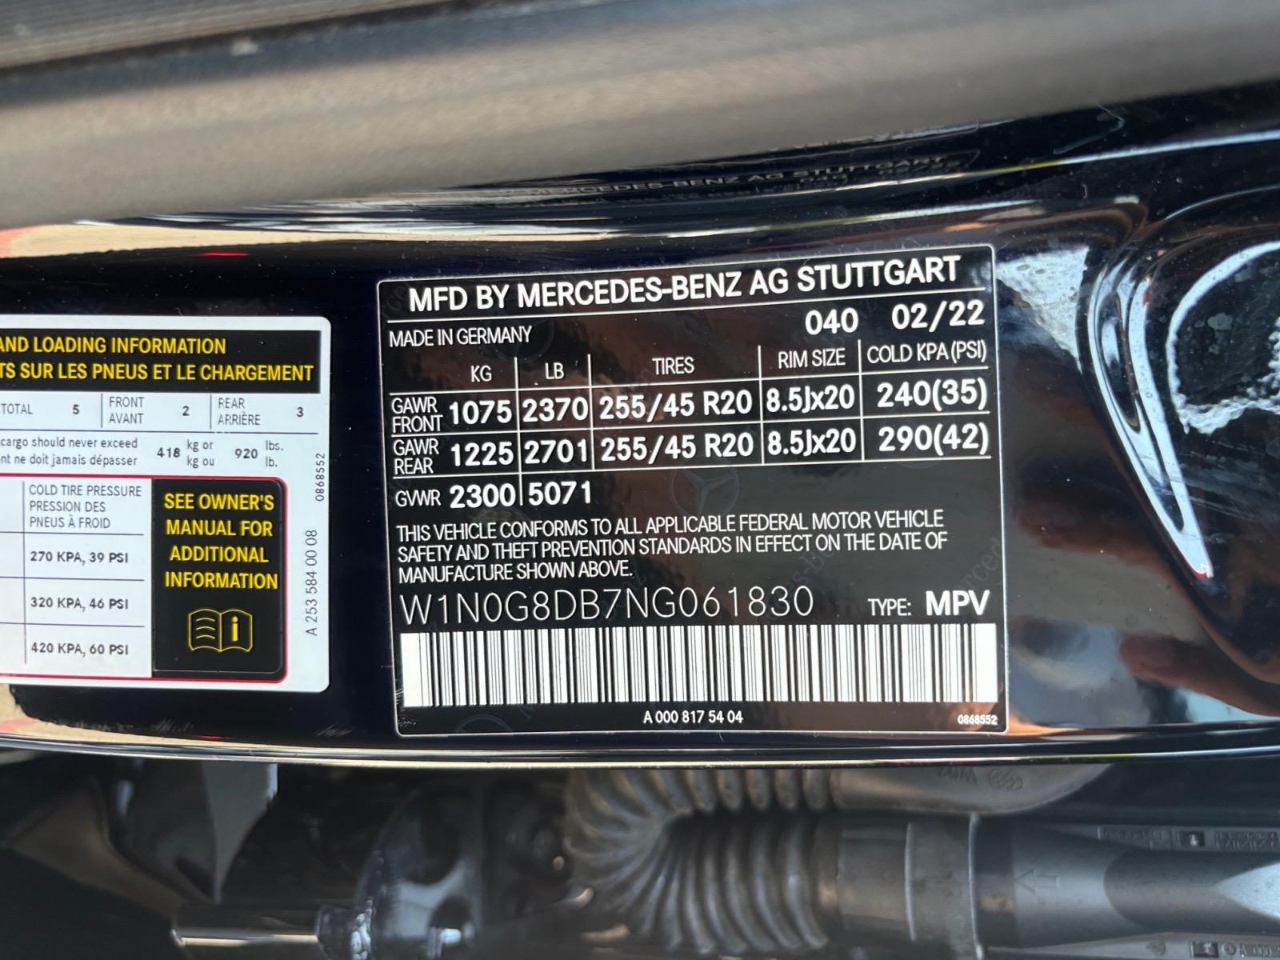 AND LOADING INFORMATION
TS SUR LES PNEUS ET LE CHARGEMENT
TOTAL 5 FRONT AVANT 2 REAR ARRIÈRE 3
cargo should never exceed 418 kg or 920 lbs.
nt ne doit jamais dépasser kg ou lb.
COLD TIRE PRESSURE
PRESSION DES
PNEUS À FROID
270 KPA, 39 PSI
320 KPA, 46 PSI
420 KPA, 60 PSI
SEE OWNER'S
MANUAL FOR
ADDITIONAL
INFORMATION
i
0868552
A 253 584 00 08
MFD BY MERCEDES-BENZ AG STUTTGART
MADE IN GERMANY 040 02/22
KG LB TIRES RIM SIZE COLD KPA (PSI)
GAWR FRONT 1075 2370 255/45 R20 8.5Jx20 240(35)
GAWR REAR 1225 2701 255/45 R20 8.5Jx20 290(42)
GVWR 2300 5071
THIS VEHICLE CONFORMS TO ALL APPLICABLE FEDERAL MOTOR VEHICLE
SAFETY AND THEFT PREVENTION STANDARDS IN EFFECT ON THE DATE OF
MANUFACTURE SHOWN ABOVE.
W1N0G8DB7NG061830 TYPE: MPV
A 000 817 54 04 0868552